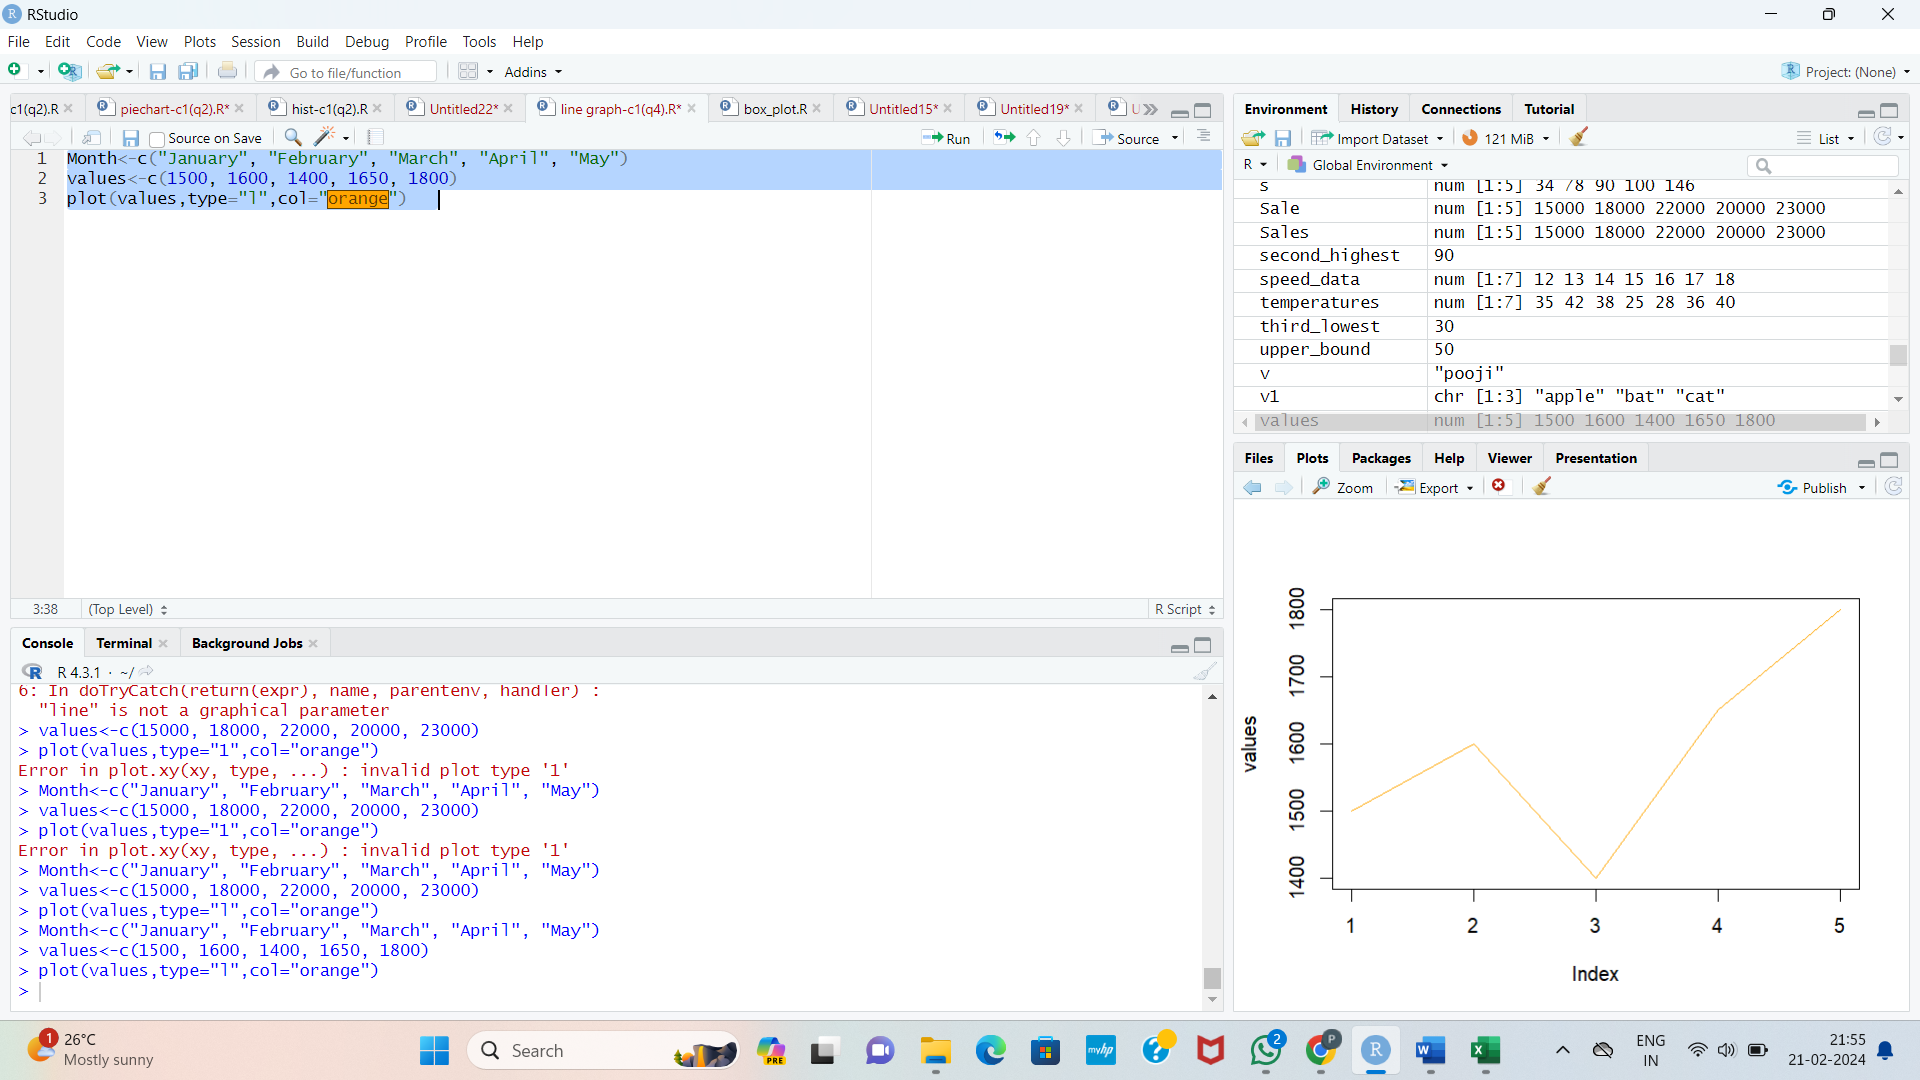 RStudio
File Edit Code View Plots Session Build Debug Profile Tools Help
Go to file/function Addins Project: (None)
c1(q2).R piechart-c1(q2).R* hist-c1(q2).R Untitled22* line graph-c1(q4).R* box_plot.R Untitled15* Untitled19* U
Source on Save Run Source
1 Month<-c("January", "February", "March", "April", "May")
2 values<-c(1500, 1600, 1400, 1650, 1800)
3 plot(values,type="l",col="orange")
3:38 (Top Level) R Script
Console Terminal Background Jobs
R 4.3.1 · ~/
6: In doTryCatch(return(expr), name, parentenv, handler) :
"line" is not a graphical parameter
> values<-c(15000, 18000, 22000, 20000, 23000)
> plot(values,type="1",col="orange")
Error in plot.xy(xy, type, ...) : invalid plot type '1'
> Month<-c("January", "February", "March", "April", "May")
> values<-c(15000, 18000, 22000, 20000, 23000)
> plot(values,type="1",col="orange")
Error in plot.xy(xy, type, ...) : invalid plot type '1'
> Month<-c("January", "February", "March", "April", "May")
> values<-c(15000, 18000, 22000, 20000, 23000)
> plot(values,type="l",col="orange")
> Month<-c("January", "February", "March", "April", "May")
> values<-c(1500, 1600, 1400, 1650, 1800)
> plot(values,type="l",col="orange")
>
Environment History Connections Tutorial
Import Dataset 121 MiB List
R Global Environment
s num [1:5] 34 78 90 100 146
Sale num [1:5] 15000 18000 22000 20000 23000
Sales num [1:5] 15000 18000 22000 20000 23000
second_highest 90
speed_data num [1:7] 12 13 14 15 16 17 18
temperatures num [1:7] 35 42 38 25 28 36 40
third_lowest 30
upper_bound 50
v "pooji"
v1 chr [1:3] "apple" "bat" "cat"
values num [1:5] 1500 1600 1400 1650 1800
Files Plots Packages Help Viewer Presentation
Zoom Export Publish
values
1800
1700
1600
1500
1400
1 2 3 4 5
Index
1 26°C
Mostly sunny
Search
PRE
myhp
2
P
R
W
X
ENG
IN
21:55
21-02-2024